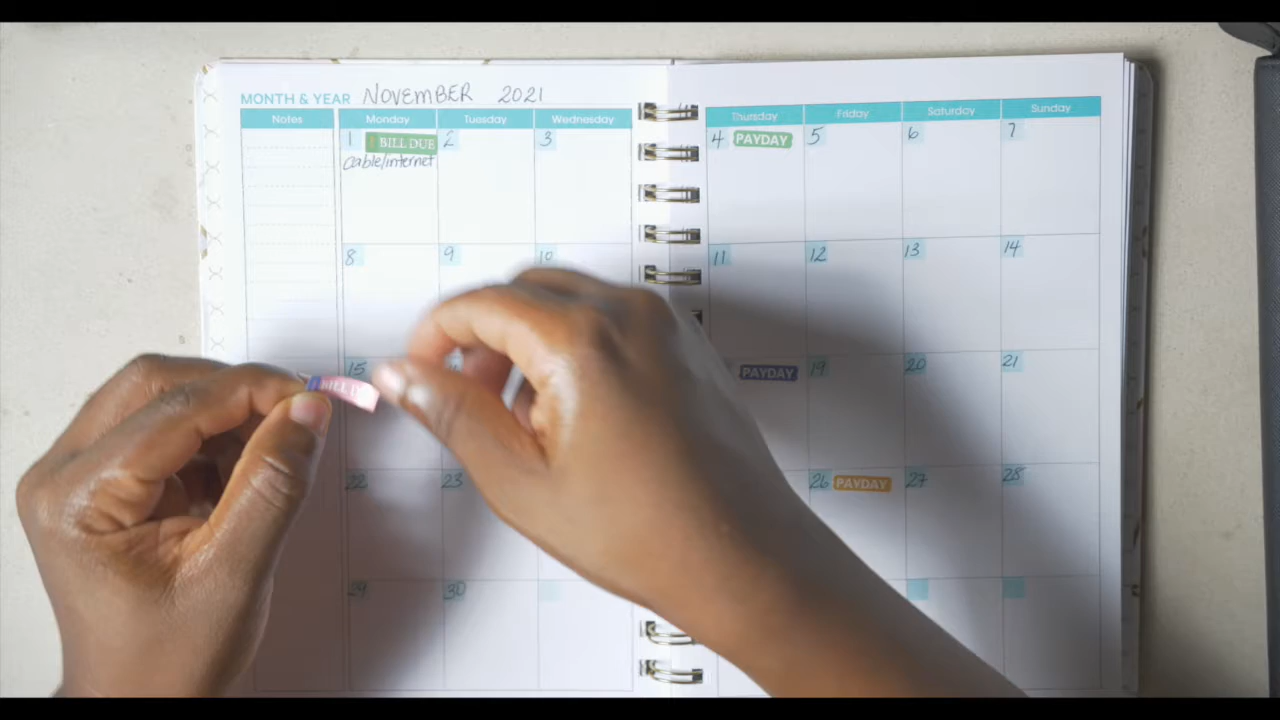 MONTH & YEAR NOVEMBER 2021
Notes Monday Tuesday Wednesday Thursday Friday Saturday Sunday
1 BILL DUE 2 3 4 PAYDAY 5 6 7
cable/internet
8 9 10 11 12 13 14
15 PAYDAY 19 20 21
BILL
22 23 26 PAYDAY 27 28
29 30